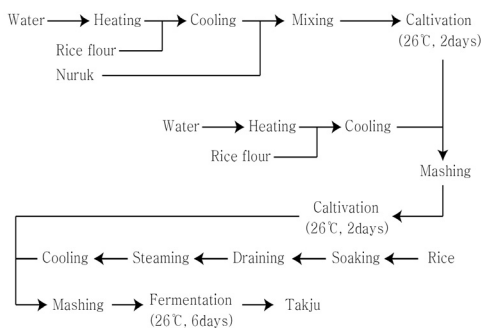 Water Heating Cooling Mixing Caltivation
(26℃, 2days)
Rice flour
Nuruk
Water Heating Cooling
Rice flour
Mashing
Caltivation
(26℃, 2days)
Cooling Steaming Draining Soaking Rice
Mashing Fermentation Takju
(26℃, 6days)